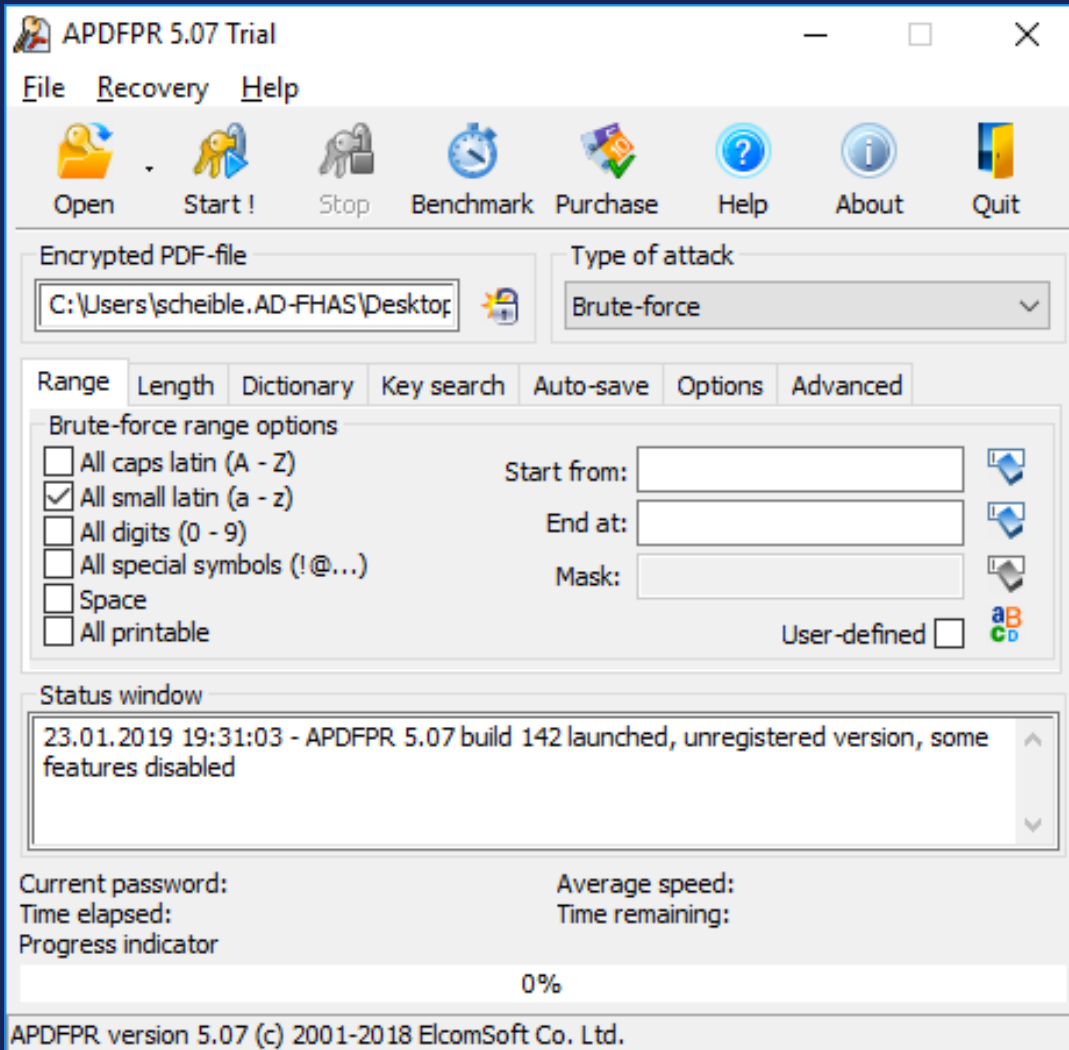 APDFPR 5.07 Trial
File Recovery Help
Open Start ! Stop Benchmark Purchase Help About Quit
Encrypted PDF-file
C:\Users\scheible.AD-FHAS\Desktop
Type of attack
Brute-force
Range Length Dictionary Key search Auto-save Options Advanced
Brute-force range options
All caps latin (A - Z)
All small latin (a - z)
All digits (0 - 9)
All special symbols (!@...)
Space
All printable
Start from:
End at:
Mask:
User-defined
aBCD
Status window
23.01.2019 19:31:03 - APDFPR 5.07 build 142 launched, unregistered version, some
features disabled
Current password:
Average speed:
Time elapsed:
Time remaining:
Progress indicator
0%
APDFPR version 5.07 (c) 2001-2018 ElcomSoft Co. Ltd.